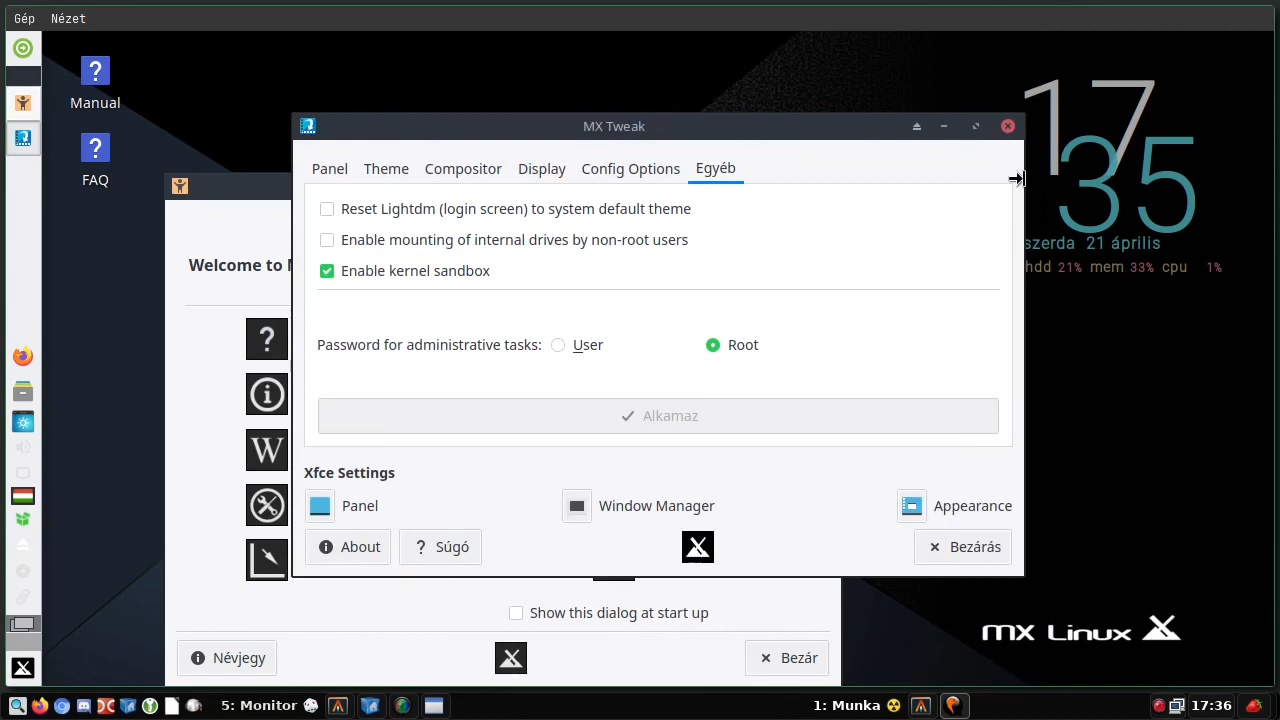 Gép Nézet
Manual
FAQ
17
35
szerda 21 április
hdd 21% mem 33% cpu 1%
MX Tweak
Panel Theme Compositor Display Config Options Egyéb
Reset Lightdm (login screen) to system default theme
Enable mounting of internal drives by non-root users
Enable kernel sandbox
Password for administrative tasks: User Root
Alkamaz
Xfce Settings
Panel Window Manager Appearance
About ? Súgó Bezárás
Welcome to
Show this dialog at start up
Névjegy Bezár
MX Linux
5: Monitor 1: Munka 17:36